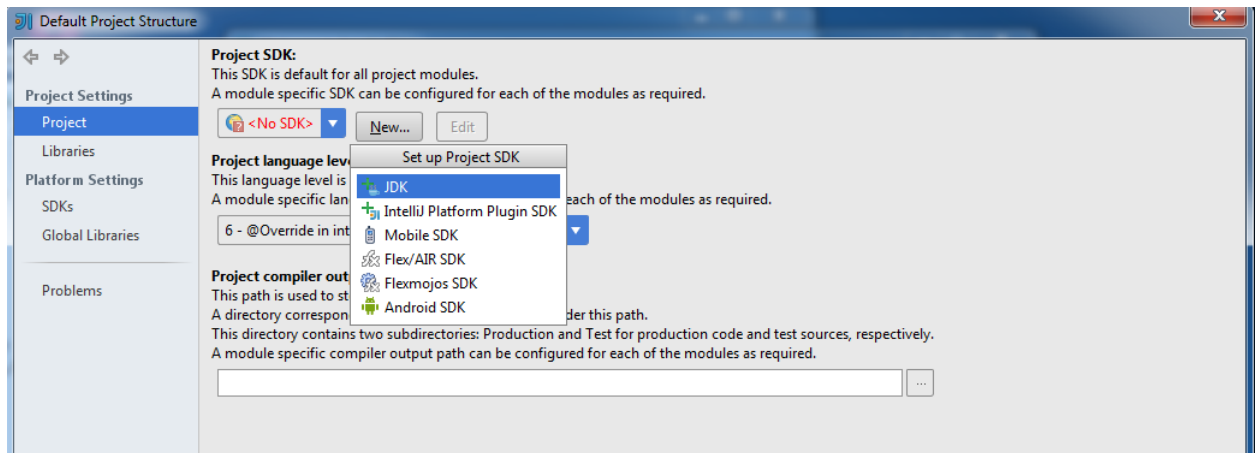 Default Project Structure
Project Settings
Project
Libraries
Platform Settings
SDKs
Global Libraries
Problems
Project SDK:
This SDK is default for all project modules.
A module specific SDK can be configured for each of the modules as required.
<No SDK> New... Edit
Set up Project SDK
JDK
IntelliJ Platform Plugin SDK
Mobile SDK
Flex/AIR SDK
Flexmojos SDK
Android SDK
Project language leve
This language level is
A module specific lan each of the modules as required.
6 - @Override in int
Project compiler out
This path is used to st
A directory correspon der this path.
This directory contains two subdirectories: Production and Test for production code and test sources, respectively.
A module specific compiler output path can be configured for each of the modules as required.
...